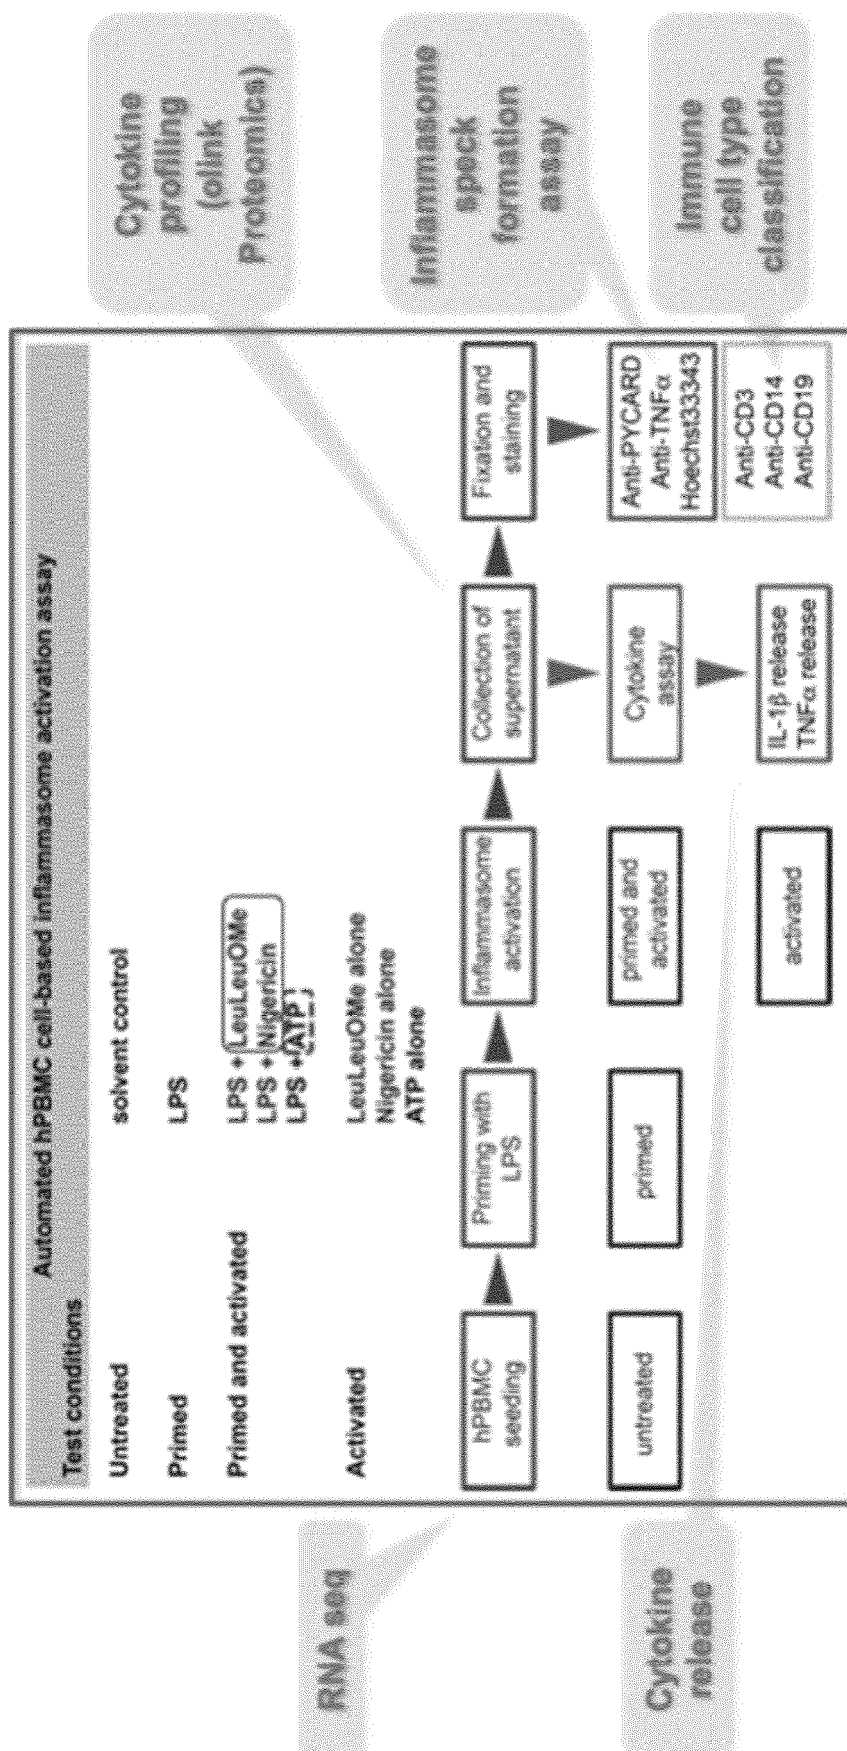 Automated hPBMC cell-based inflammasome activation assay
Test conditions
Untreated
solvent control
Primed
LPS
Primed and activated
LPS + LeuLeuOMe
LPS + Nigericin
LPS + ATP
Activated
LeuLeuOMe alone
Nigericin alone
ATP alone
hPBMC
seeding
Priming with
LPS
Inflammasome
activation
Collection of
supernatant
Fixation and
staining
untreated
primed
primed and
activated
Cytokine
assay
Anti-PYCARD
Anti-TNFα
Hoechst33343
activated
IL-1β release
TNFα release
Anti-CD3
Anti-CD14
Anti-CD19
RNA seq
Cytokine
release
Cytokine
profiling
(olink
Proteomics)
Inflammasome
speck
formation
assay
Immune
cell type
classification